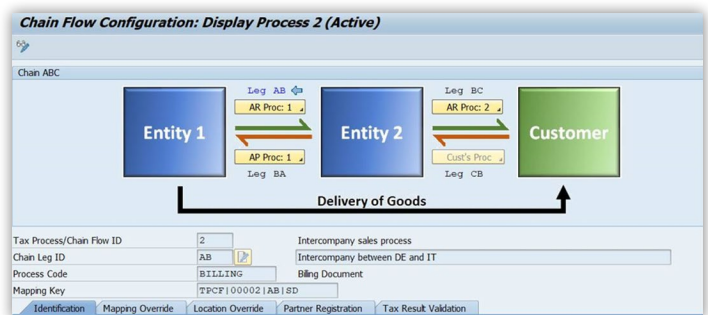 Chain Flow Configuration: Display Process 2 (Active)
Chain ABC
Leg AB
Leg BC
AR Proc: 1
AR Proc: 2
Entity 1
Entity 2
Customer
AP Proc: 1
Cust's Proc
Leg BA
Leg CB
Delivery of Goods
Tax Process/Chain Flow ID 2 Intercompany sales process
Chain Leg ID AB Intercompany between DE and IT
Process Code BILLING Billing Document
Mapping Key TPCF|00002|AB|SD
Identification Mapping Override Location Override Partner Registration Tax Result Validation